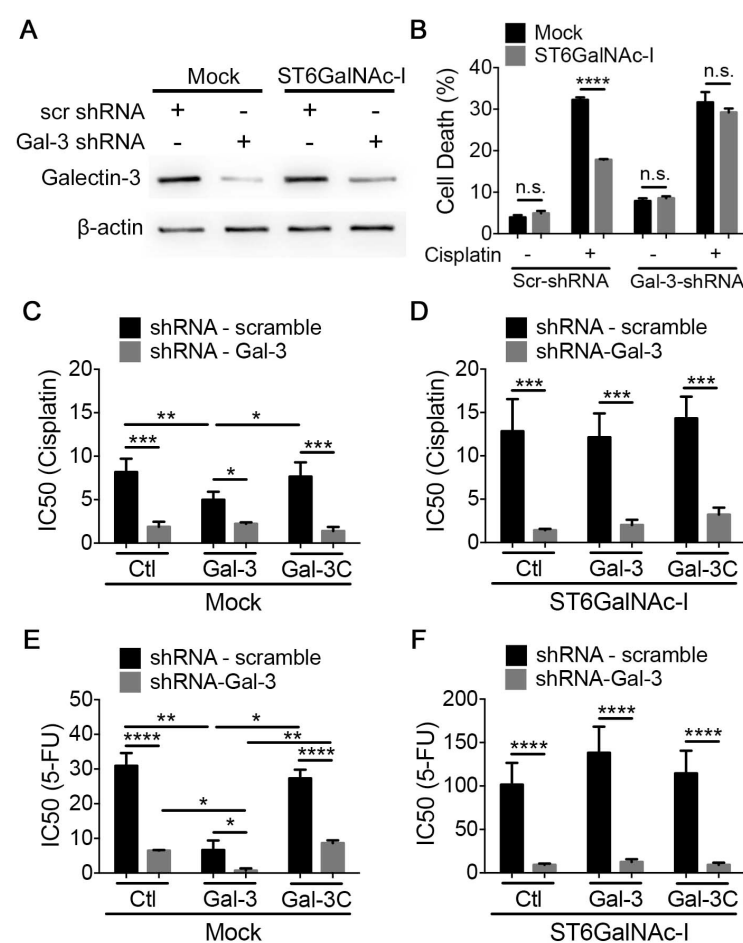 A
Mock ST6GalNAc-I
scr shRNA + - + -
Gal-3 shRNA - + - +
Galectin-3
β-actin
B
Mock
ST6GalNAc-I
Cell Death (%)
50
40
30
20
10
0
n.s. **** n.s. n.s.
Cisplatin - + - +
Scr-shRNA Gal-3-shRNA
C
shRNA - scramble
shRNA - Gal-3
IC50 (Cisplatin)
20
15
10
5
0
** *
*** * ***
Ctl Gal-3 Gal-3C
Mock
D
shRNA - scramble
shRNA-Gal-3
IC50 (Cisplatin)
20
15
10
5
0
*** *** ***
Ctl Gal-3 Gal-3C
ST6GalNAc-I
E
shRNA - scramble
shRNA-Gal-3
IC50 (5-FU)
50
40
30
20
10
0
** *
**** ** ****
*
*
Ctl Gal-3 Gal-3C
Mock
F
shRNA - scramble
shRNA-Gal-3
IC50 (5-FU)
200
150
100
50
0
**** **** ****
Ctl Gal-3 Gal-3C
ST6GalNAc-I